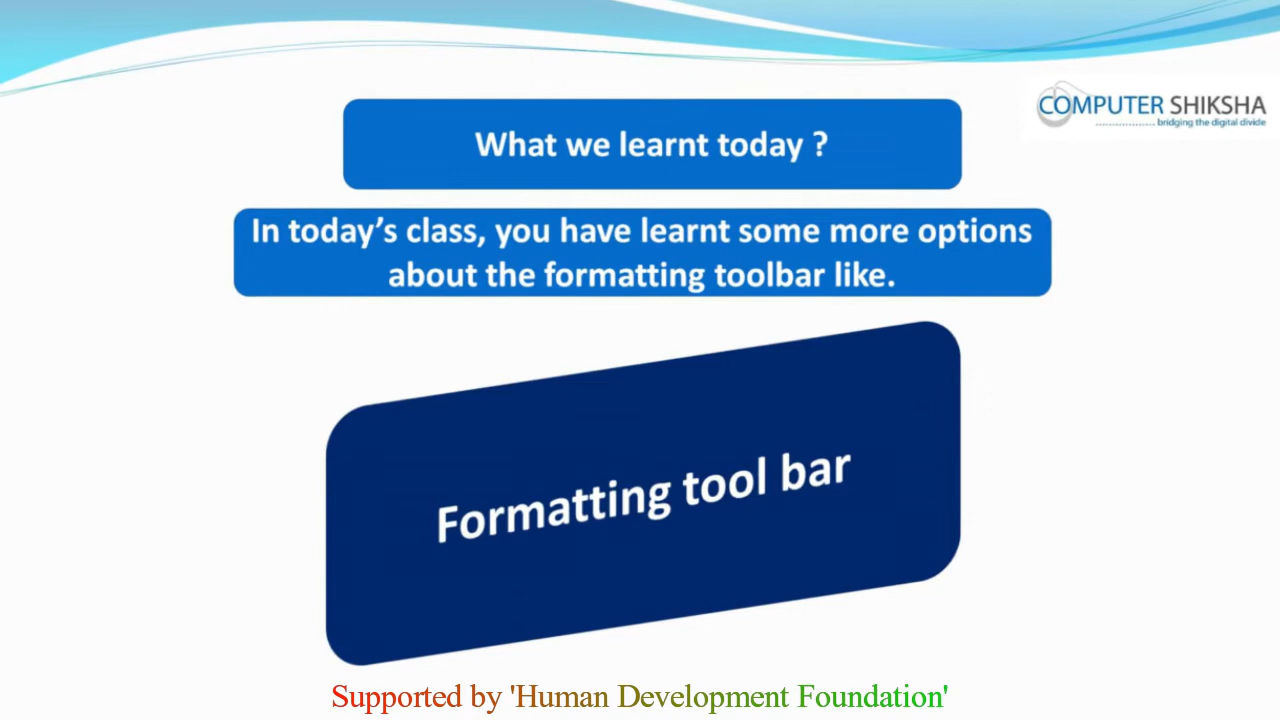 COMPUTER SHIKSHA
bridging the digital divide
What we learnt today ?
In today’s class, you have learnt some more options
about the formatting toolbar like.
Formatting tool bar
Supported by 'Human Development Foundation'